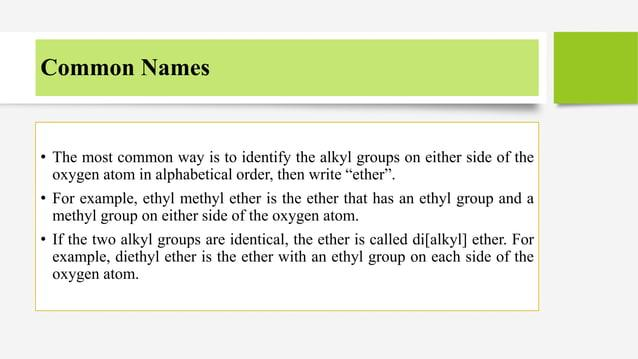 Common Names
• The most common way is to identify the alkyl groups on either side of the
oxygen atom in alphabetical order, then write “ether”.
• For example, ethyl methyl ether is the ether that has an ethyl group and a
methyl group on either side of the oxygen atom.
• If the two alkyl groups are identical, the ether is called di[alkyl] ether. For
example, diethyl ether is the ether with an ethyl group on each side of the
oxygen atom.